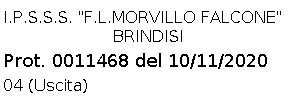 I.P.S.S.S. "F.L.MORVILLO FALCONE"
BRINDISI
Prot. 0011468 del 10/11/2020
04 (Uscita)